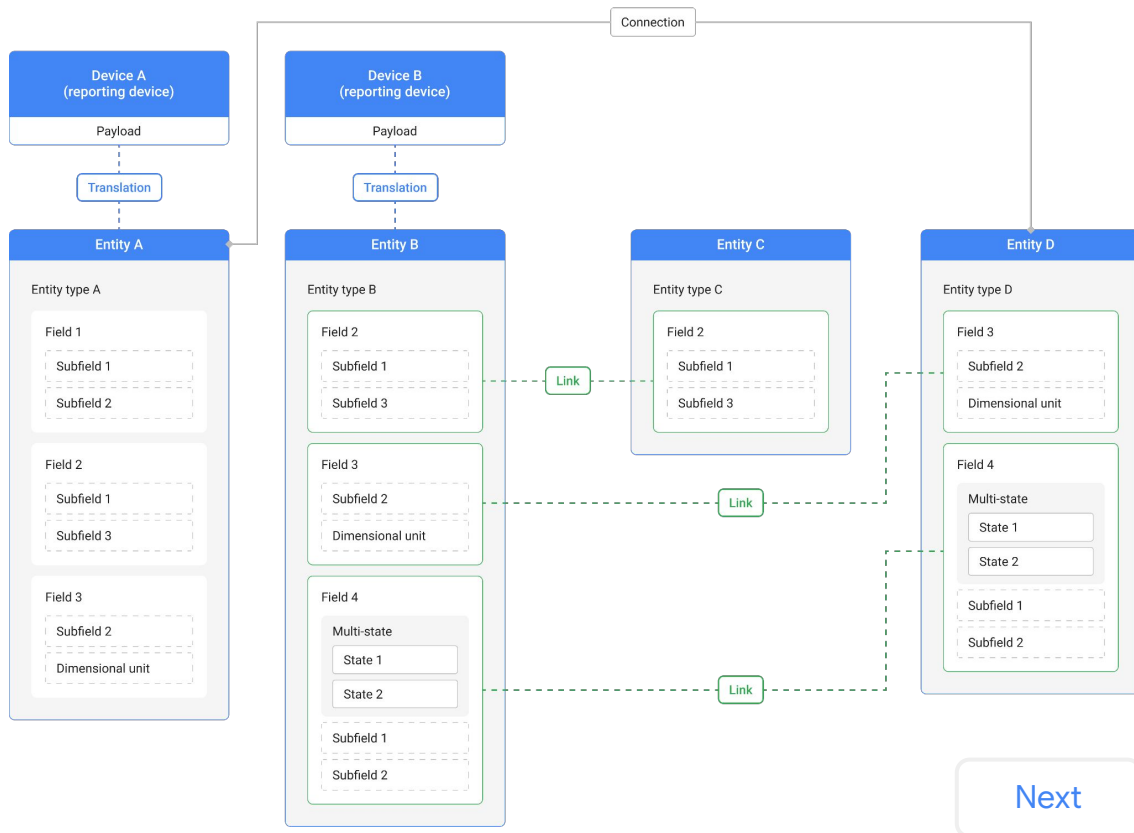 Connection
Device A
(reporting device)
Payload
Translation
Device B
(reporting device)
Payload
Translation
Entity A
Entity type A
Field 1
Subfield 1
Subfield 2
Field 2
Subfield 1
Subfield 3
Field 3
Subfield 2
Dimensional unit
Entity B
Entity type B
Field 2
Subfield 1
Subfield 3
Field 3
Subfield 2
Dimensional unit
Field 4
Multi-state
State 1
State 2
Subfield 1
Subfield 2
Link
Link
Link
Entity C
Entity type C
Field 2
Subfield 1
Subfield 3
Entity D
Entity type D
Field 3
Subfield 2
Dimensional unit
Field 4
Multi-state
State 1
State 2
Subfield 1
Subfield 2
Next